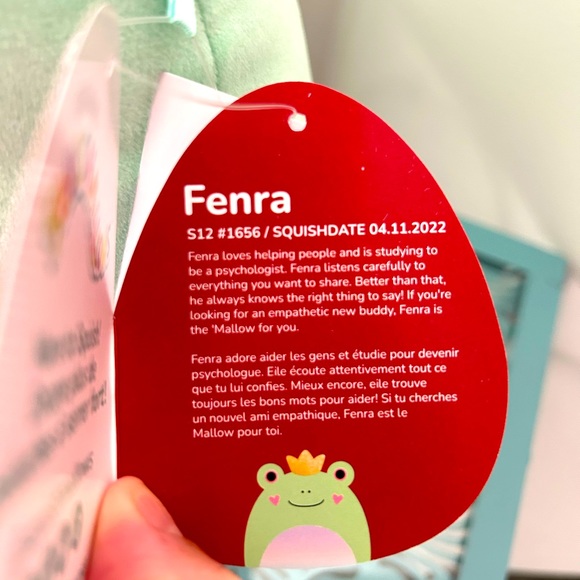 Fenra
S12 #1656 / SQUISHDATE 04.11.2022
Fenra loves helping people and is studying to
be a psychologist. Fenra listens carefully to
everything you want to share. Better than that,
he always knows the right thing to say! If you're
looking for an empathetic new buddy, Fenra is
the 'Mallow for you.
Fenra adore aider les gens et étudie pour devenir
psychologue. Eile écoute attentivement tout ce
que tu lui confies. Mieux encore, eile trouve
toujours les bons mots pour aider! Si tu cherches
un nouvel ami empathique, Fenra est le
Mallow pour toi.